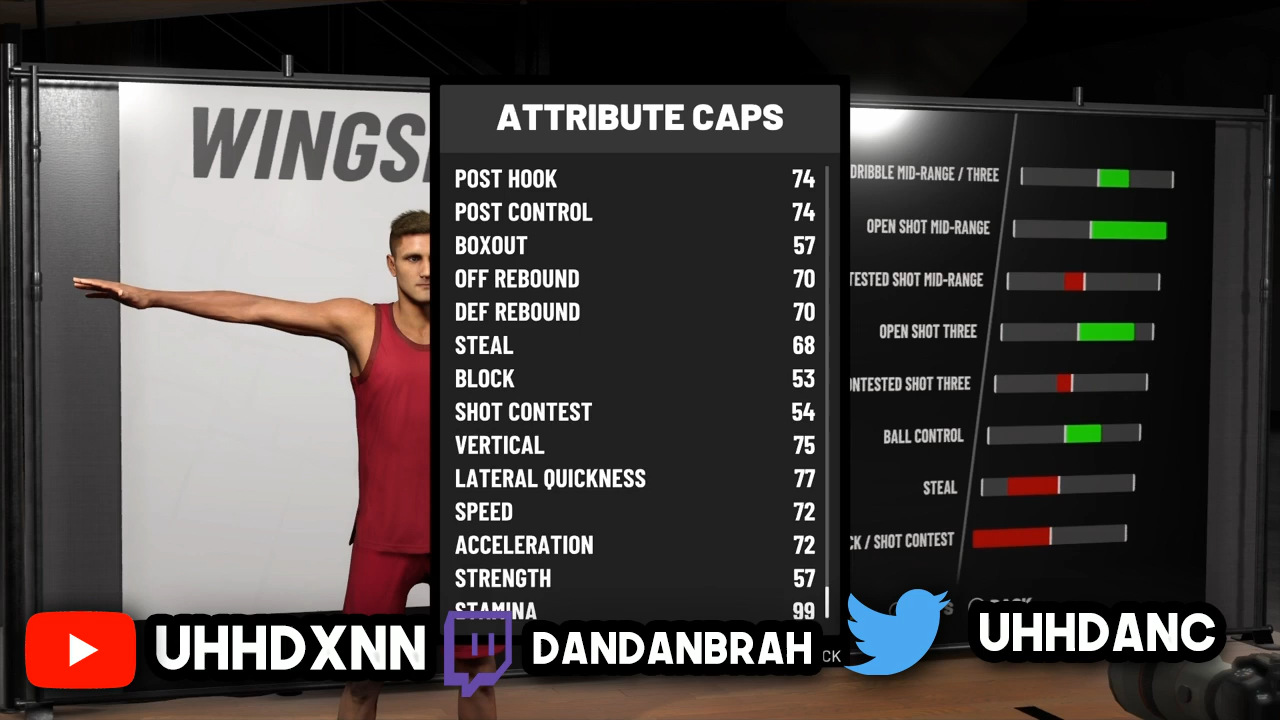 WINGS
ATTRIBUTE CAPS
POST HOOK 74
POST CONTROL 74
BOXOUT 57
OFF REBOUND 70
DEF REBOUND 70
STEAL 68
BLOCK 53
SHOT CONTEST 54
VERTICAL 75
LATERAL QUICKNESS 77
SPEED 72
ACCELERATION 72
STRENGTH 57
STAMINA 99
DRIBBLE MID-RANGE / THREE
OPEN SHOT MID-RANGE
TESTED SHOT MID-RANGE
OPEN SHOT THREE
ONTESTED SHOT THREE
BALL CONTROL
STEAL
CK / SHOT CONTEST
UHHDXNN
DANDANBRAH
CK
UHHDANC